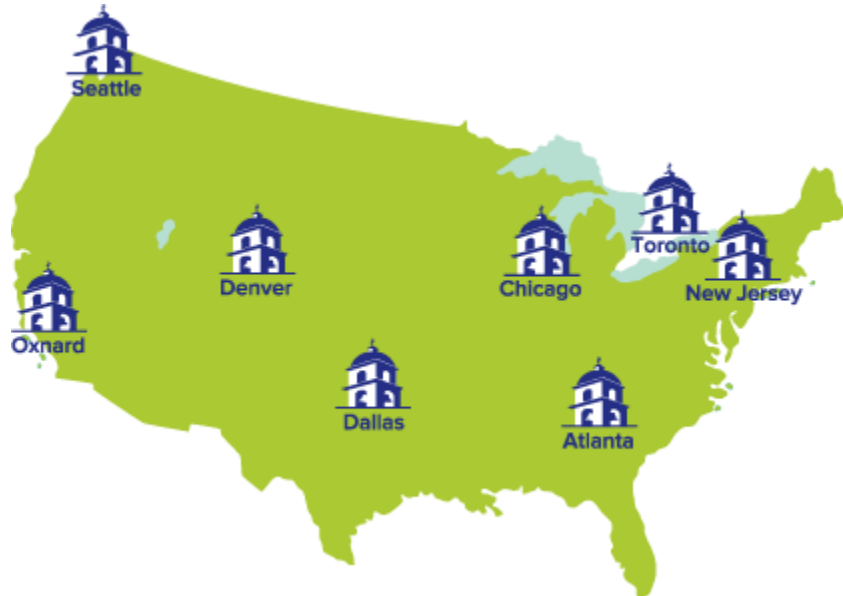 Seattle
Toronto
Denver
Chicago
New Jersey
Oxnard
Dallas
Atlanta